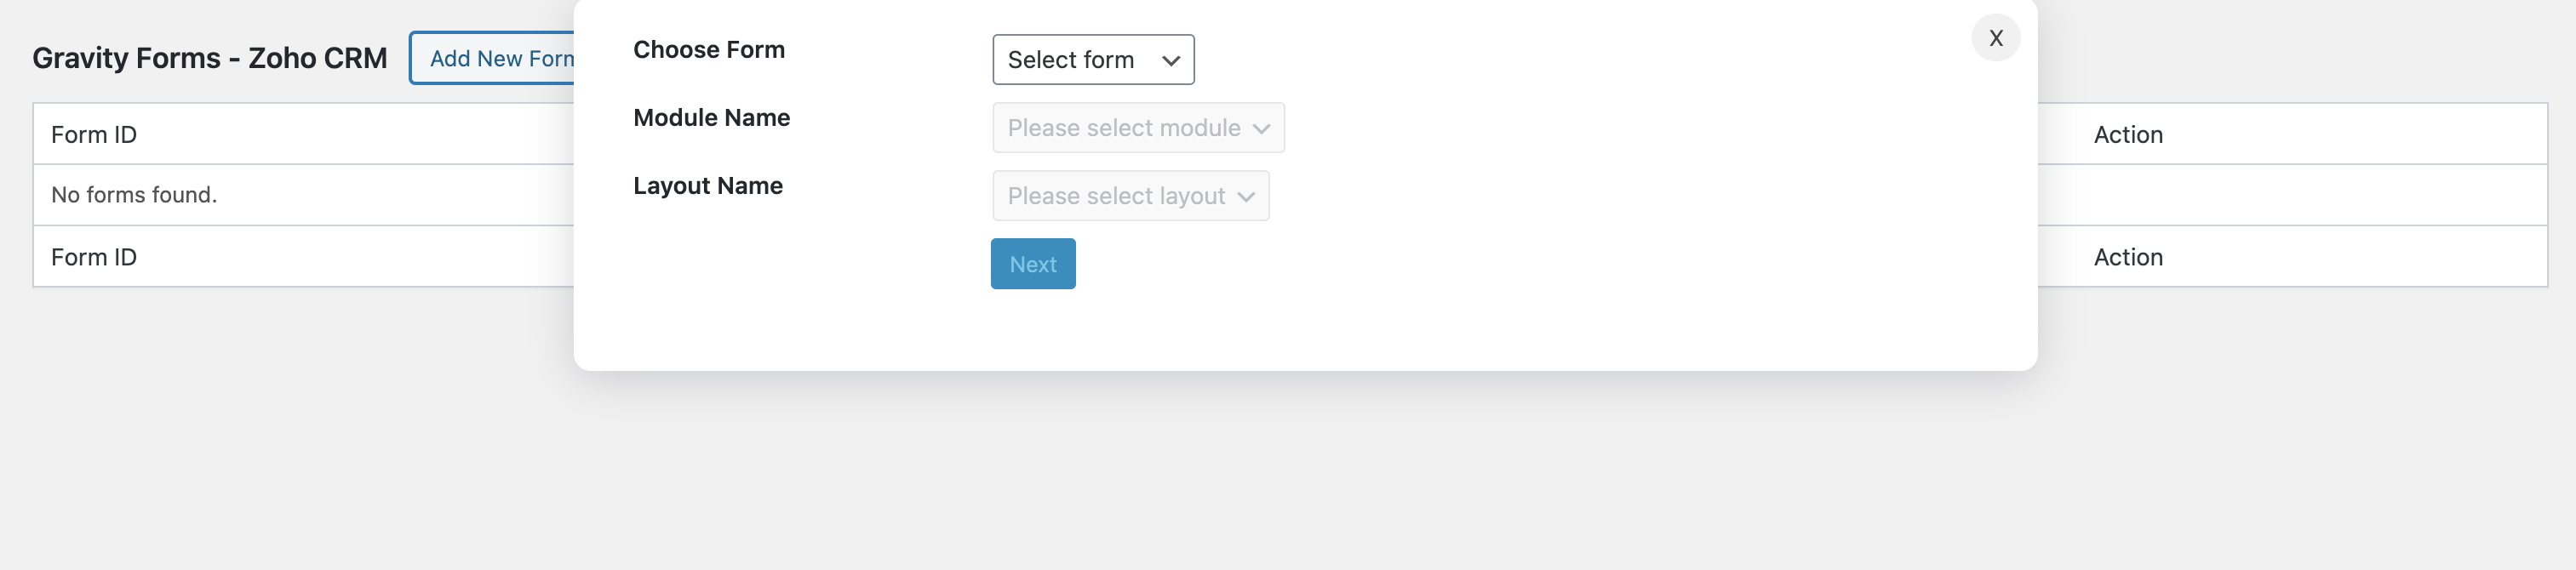 Gravity Forms - Zoho CRM
Add New Form
Choose Form
Select form
X
Module Name
Please select module
Layout Name
Please select layout
Next
Form ID
Action
No forms found.
Form ID
Action